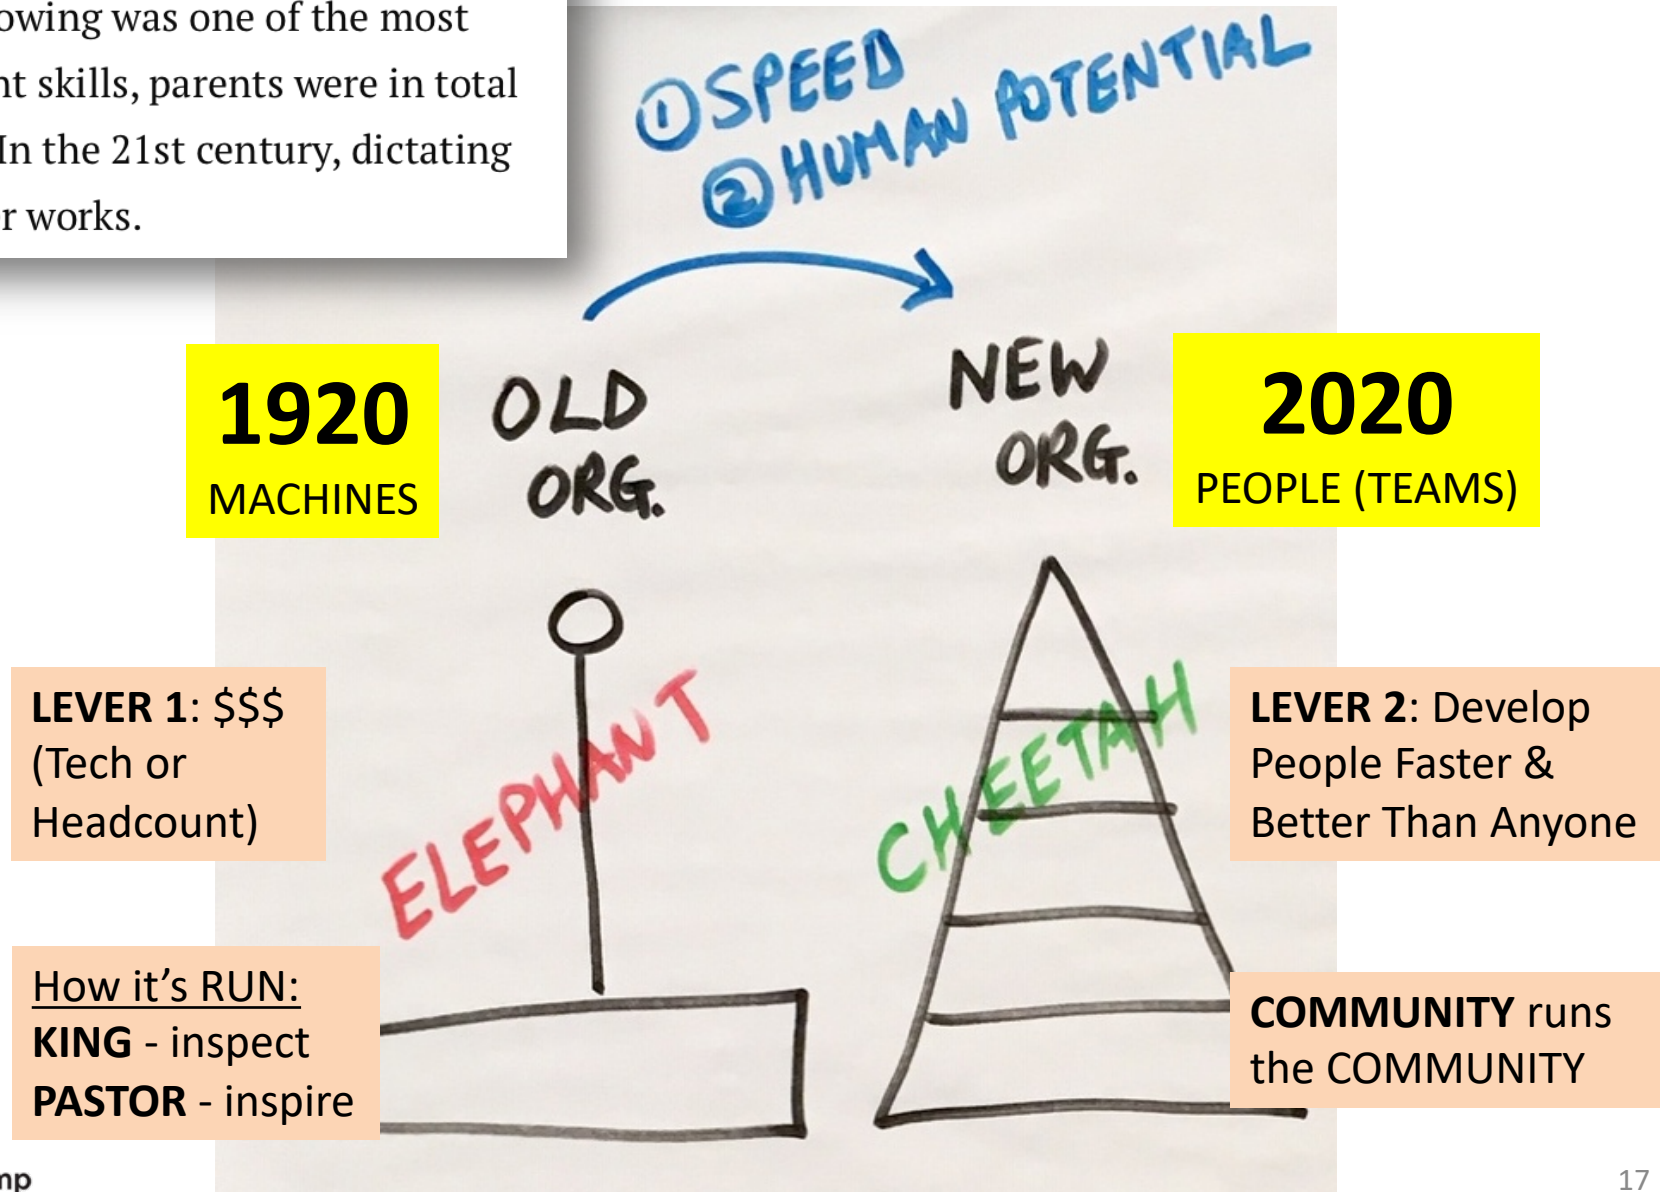 owing was one of the most
nt skills, parents were in total
In the 21st century, dictating
r works.
①SPEED
②HUMAN POTENTIAL
1920
MACHINES
OLD
ORG.
NEW
ORG.
2020
PEOPLE (TEAMS)
ELEPHANT
CHEETAH
LEVER 1: $$$
(Tech or
Headcount)
LEVER 2: Develop
People Faster &
Better Than Anyone
How it’s RUN:
KING - inspect
PASTOR - inspire
COMMUNITY runs
the COMMUNITY
mp
17